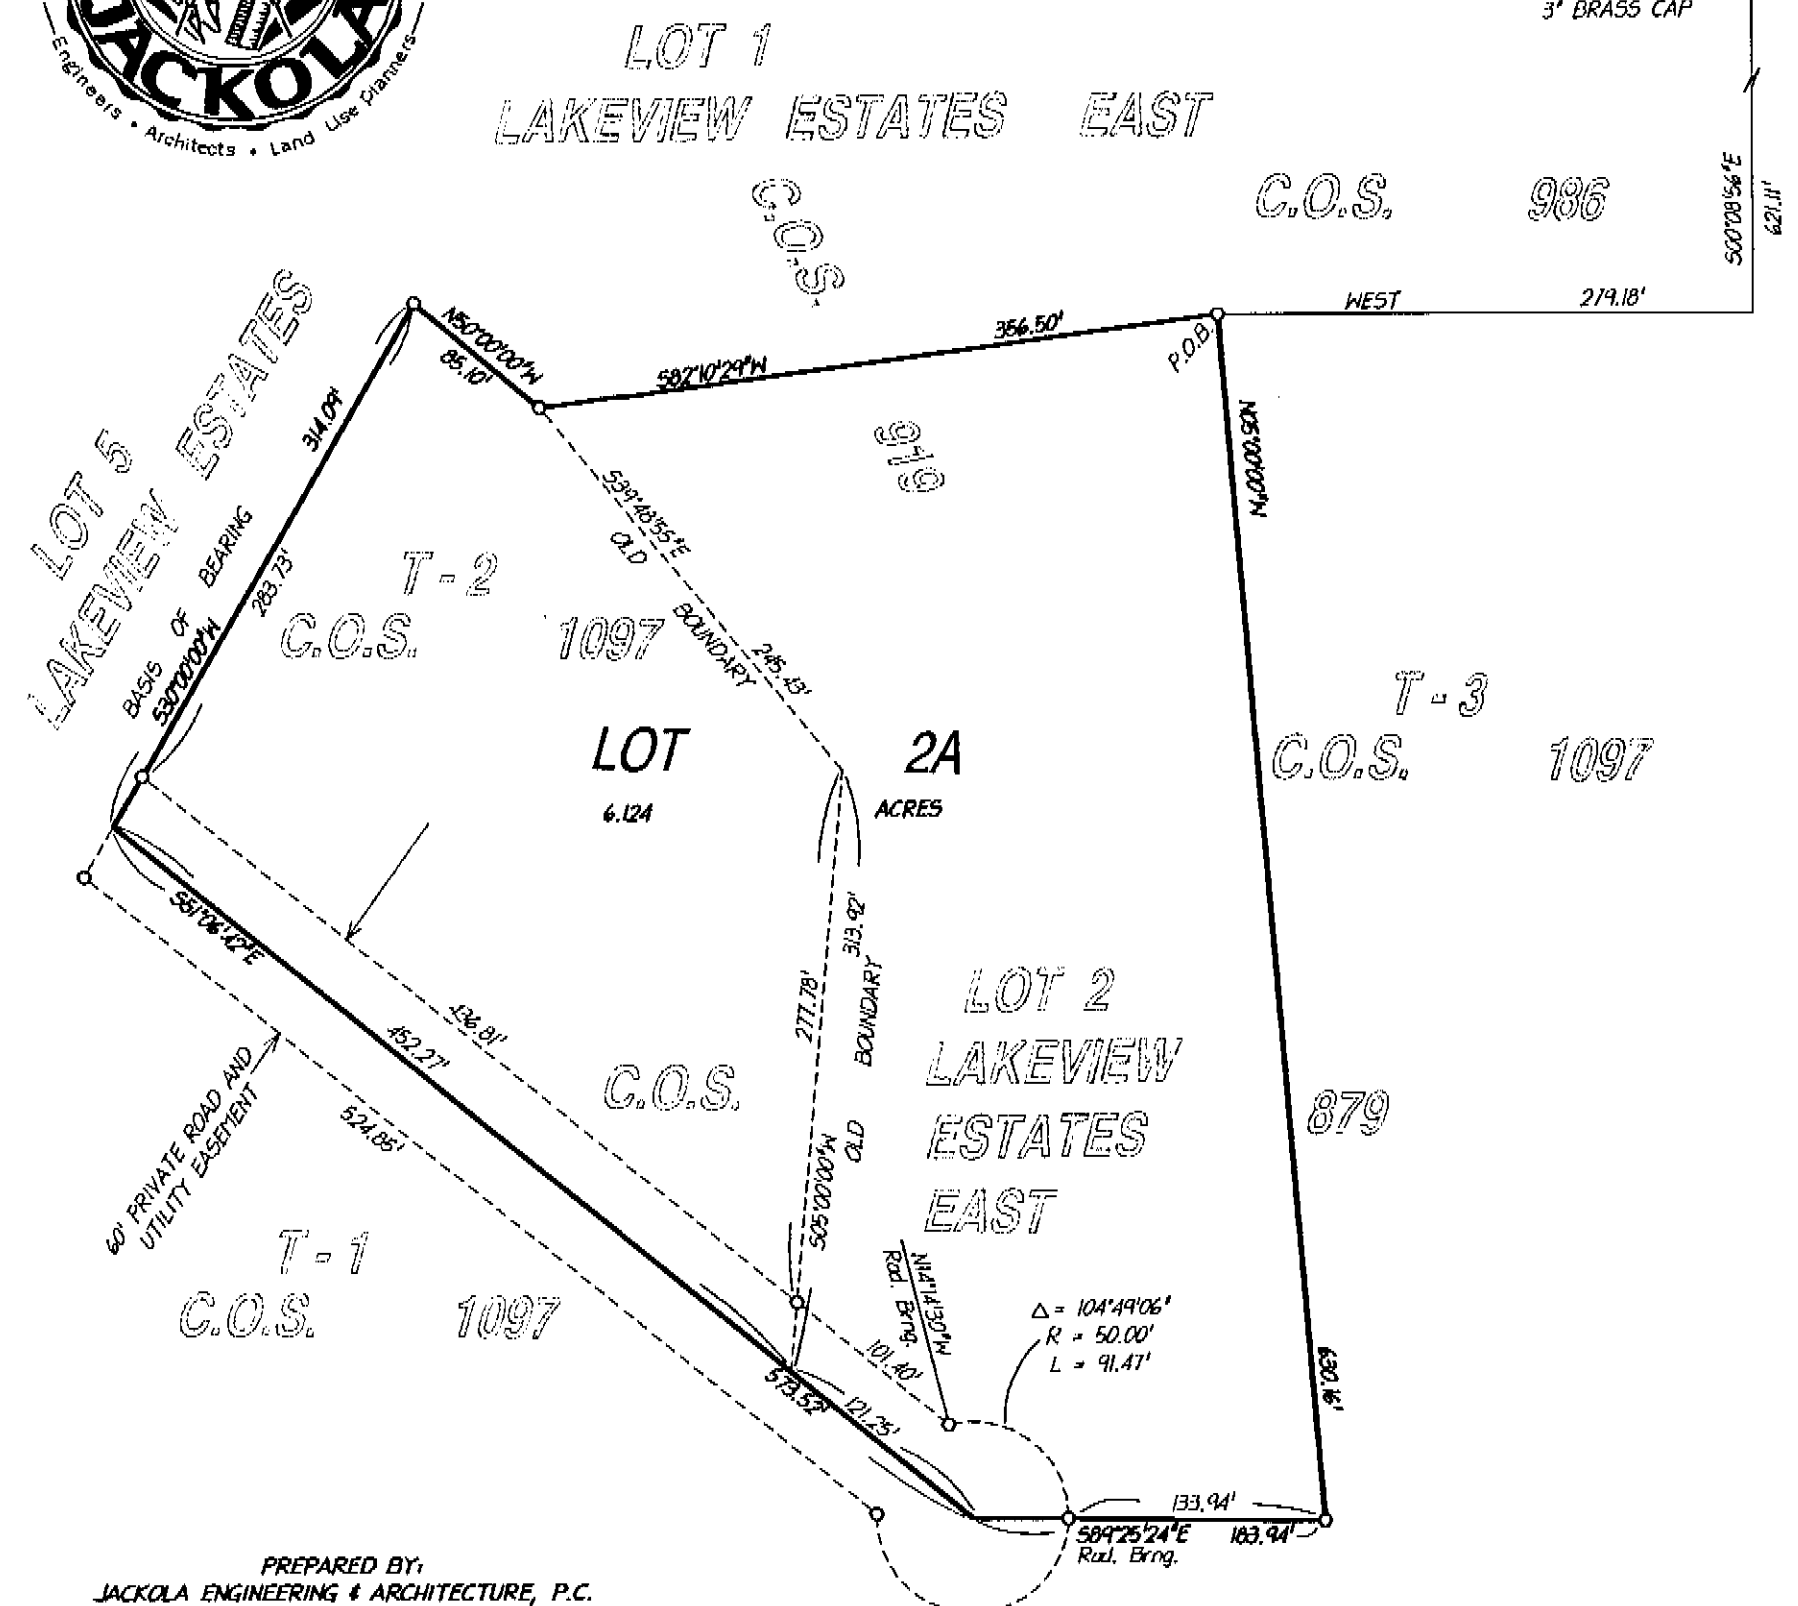 3" BRASS CAP
JACKOLA
Engineers • Architects • Land Use Planners
LOT 1
LAKEVIEW ESTATES EAST
C.O.S. 986
S00°08'56"E
621.11'
C.O.S.
979
WEST 279.18'
P.O.B.
356.50'
S82°10'29"W
N50°00'00"W
85.10'
LOT 5
LAKEVIEW ESTATES
314.09'
283.73'
BASIS OF BEARING
S30°00'00"W
N05°00'00"W
630.16'
S39°48'55"E
245.43'
OLD BOUNDARY
T-2
C.O.S. 1097
LOT 2A
6.124 ACRES
T-3
C.O.S. 1097
S51°06'42"E
436.81'
452.27'
524.85'
60' PRIVATE ROAD AND
UTILITY EASEMENT
313.92'
277.78'
OLD BOUNDARY
S05°00'00"W
C.O.S. 879
LOT 2
LAKEVIEW
ESTATES
EAST
T-1
C.O.S. 1097
N14°14'30"W
Rad. Brng.
Δ = 104°49'06"
R = 50.00'
L = 91.47'
101.40'
573.52'
121.25'
133.94'
S89°25'24"E 183.94'
Rad. Brng.
PREPARED BY:
JACKOLA ENGINEERING & ARCHITECTURE, P.C.